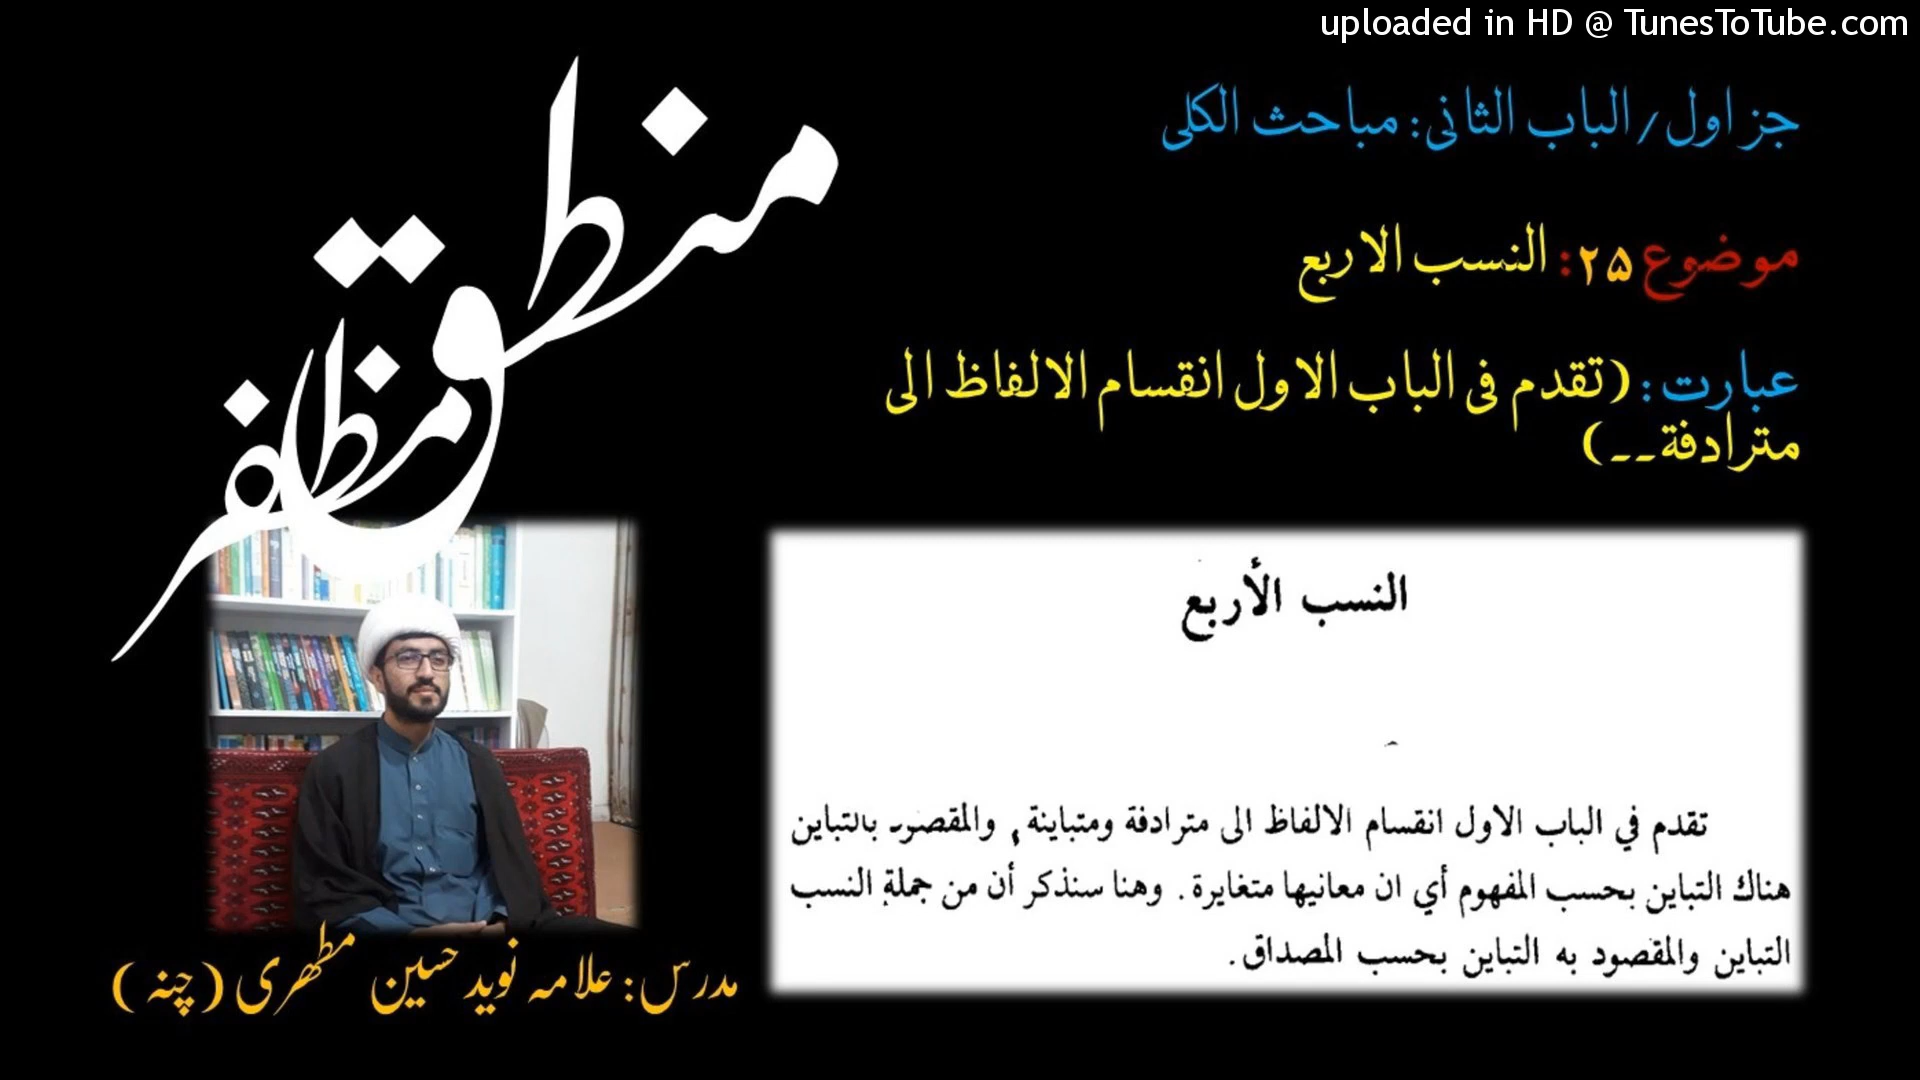 uploaded in HD @ TunesToTube.com
منطق مظفر
جز اول/الباب الثانی: مباحث الکلی
موضوع ۲۵: النسب الاربع
عبارت: (تقدم فی الباب الاول انقسام الالفاظ الی
مترادفة۔۔)
النسب الأربع
تقدم في الباب الاول انقسام الالفاظ الى مترادفة ومتباينة, والمقصود بالتباين
هناك التباين بحسب المفهوم أي ان معانيها متغايرة. وهنا سنذكر أن من جملة النسب
التباين والمقصود به التباين بحسب المصداق.
مدرس: علامہ نوید حسین مطھری (چنہ)